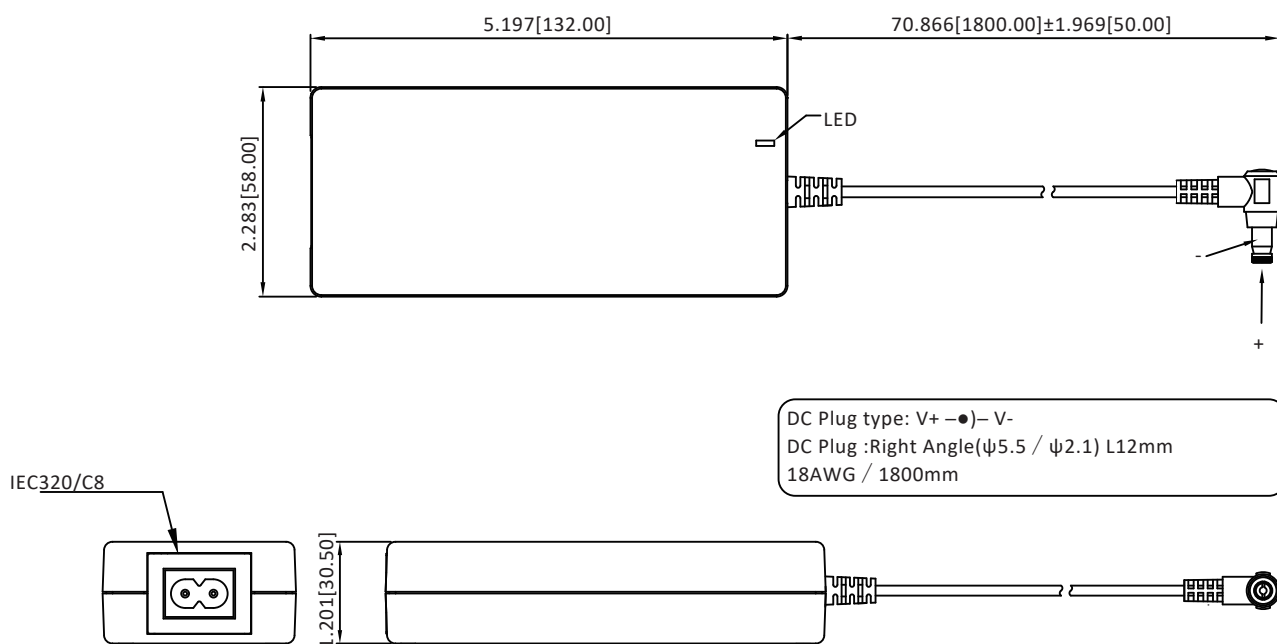 5.197[132.00]
70.866[1800.00]±1.969[50.00]
2.283[58.00]
LED
-
+
DC Plug type: V+ –●)– V-
DC Plug :Right Angle(ψ5.5 / ψ2.1) L12mm
18AWG / 1800mm
IEC320/C8
1.201[30.50]